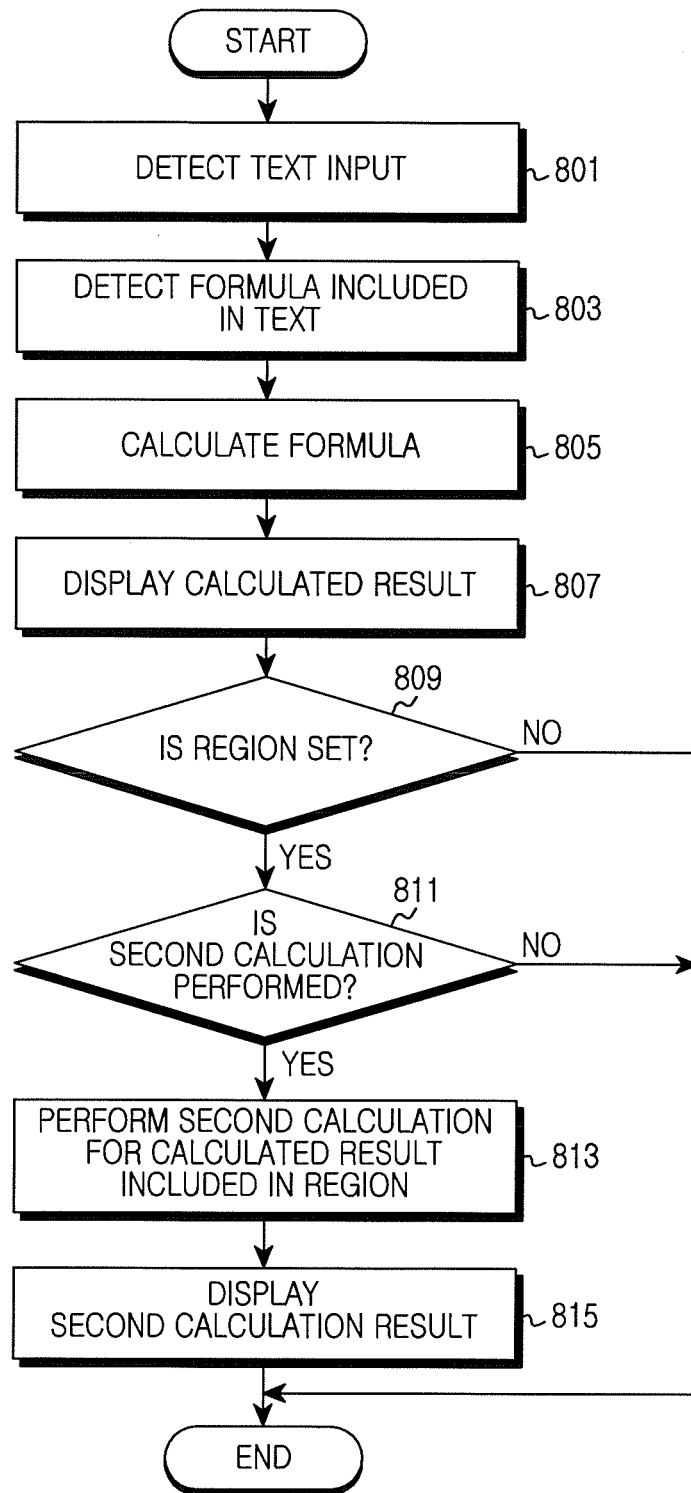 START
DETECT TEXT INPUT
801
DETECT FORMULA INCLUDED
IN TEXT
803
CALCULATE FORMULA
805
DISPLAY CALCULATED RESULT
807
809
IS REGION SET?
NO
YES
811
IS
SECOND CALCULATION
PERFORMED?
NO
YES
PERFORM SECOND CALCULATION
FOR CALCULATED RESULT
INCLUDED IN REGION
813
DISPLAY
SECOND CALCULATION RESULT
815
END